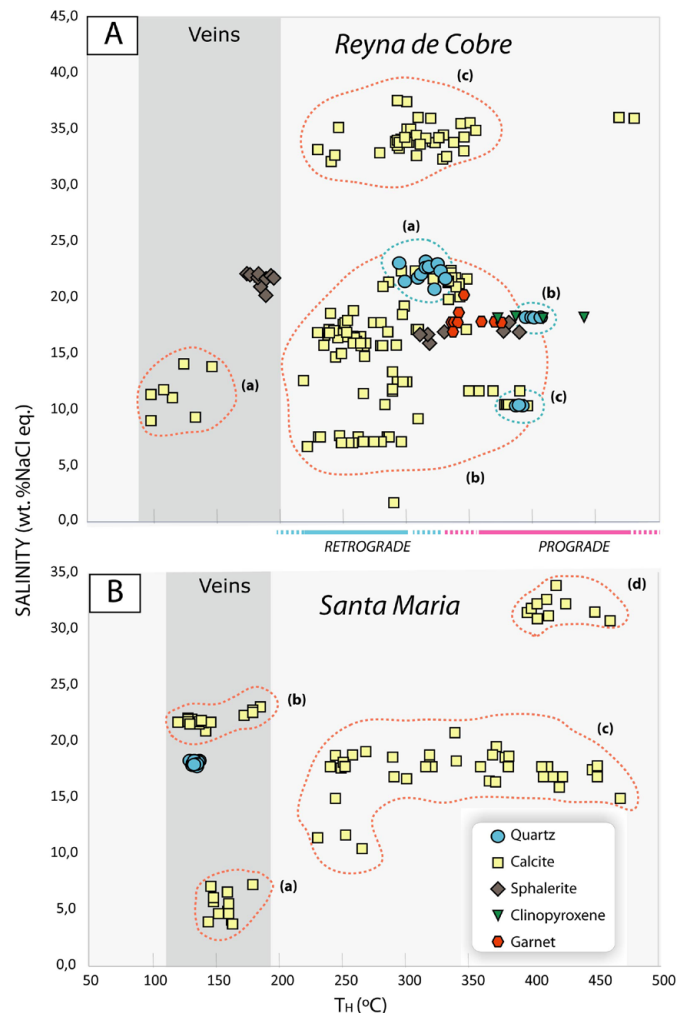 A
Veins
Reyna de Cobre
45,0
40,0
35,0
30,0
25,0
20,0
15,0
10,0
5,0
0,0
(c)
(a)
(b)
(c)
(a)
(b)
RETROGRADE
PROGRADE
SALINITY (wt.%NaCl eq.)
B
Veins
Santa Maria
35,0
30,0
25,0
20,0
15,0
10,0
5,0
0,0
(d)
(b)
(c)
(a)
Quartz
Calcite
Sphalerite
Clinopyroxene
Garnet
50 100 150 200 250 300 350 400 450 500
TH (ºC)